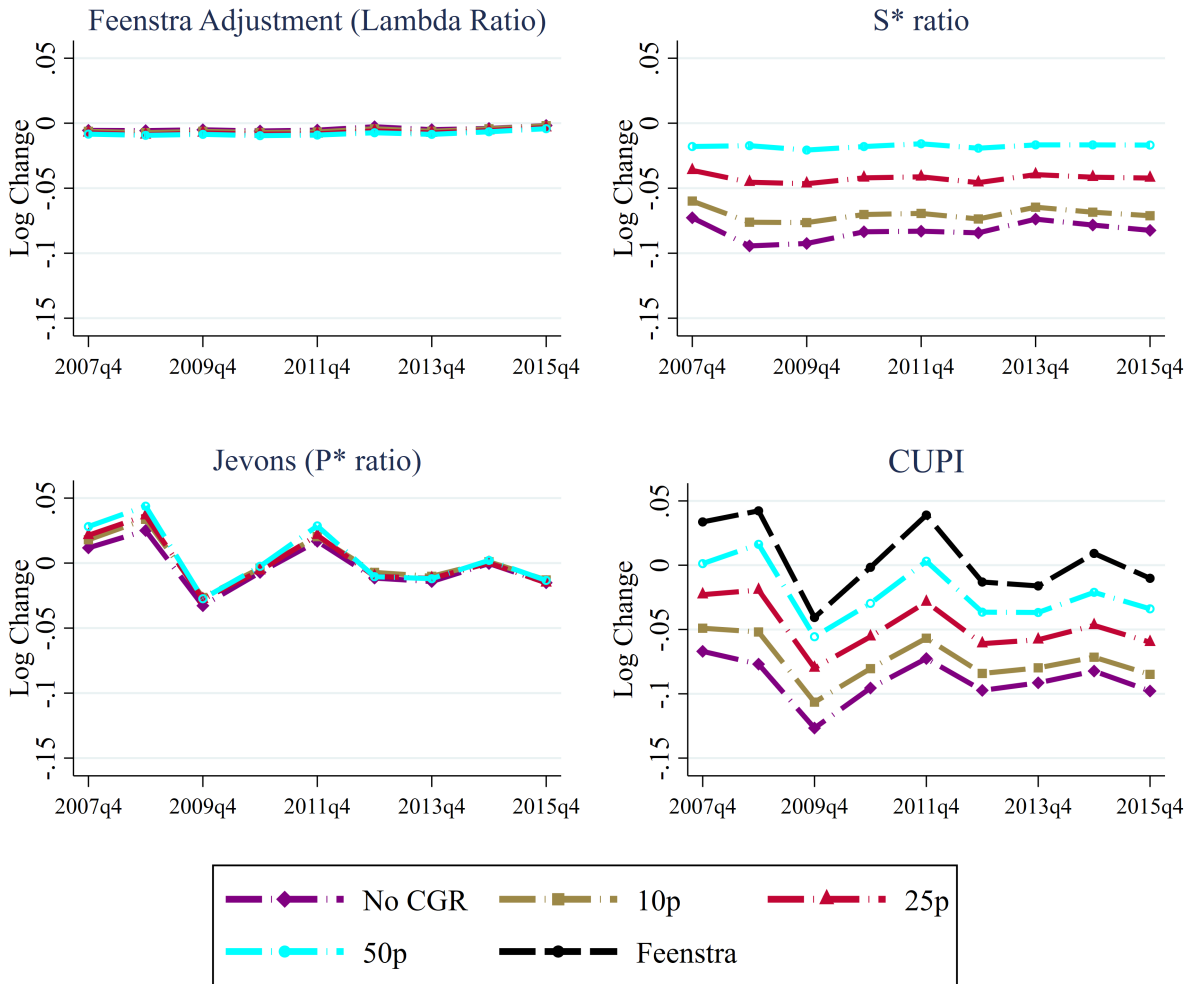 Feenstra Adjustment (Lambda Ratio)
.05
0
-.05
-.1
-.15
Log Change
2007q4 2009q4 2011q4 2013q4 2015q4
S* ratio
.05
0
-.05
-.1
-.15
Log Change
2007q4 2009q4 2011q4 2013q4 2015q4
Jevons (P* ratio)
.05
0
-.05
-.1
-.15
Log Change
2007q4 2009q4 2011q4 2013q4 2015q4
CUPI
.05
0
-.05
-.1
-.15
Log Change
2007q4 2009q4 2011q4 2013q4 2015q4
No CGR 10p 25p
50p Feenstra